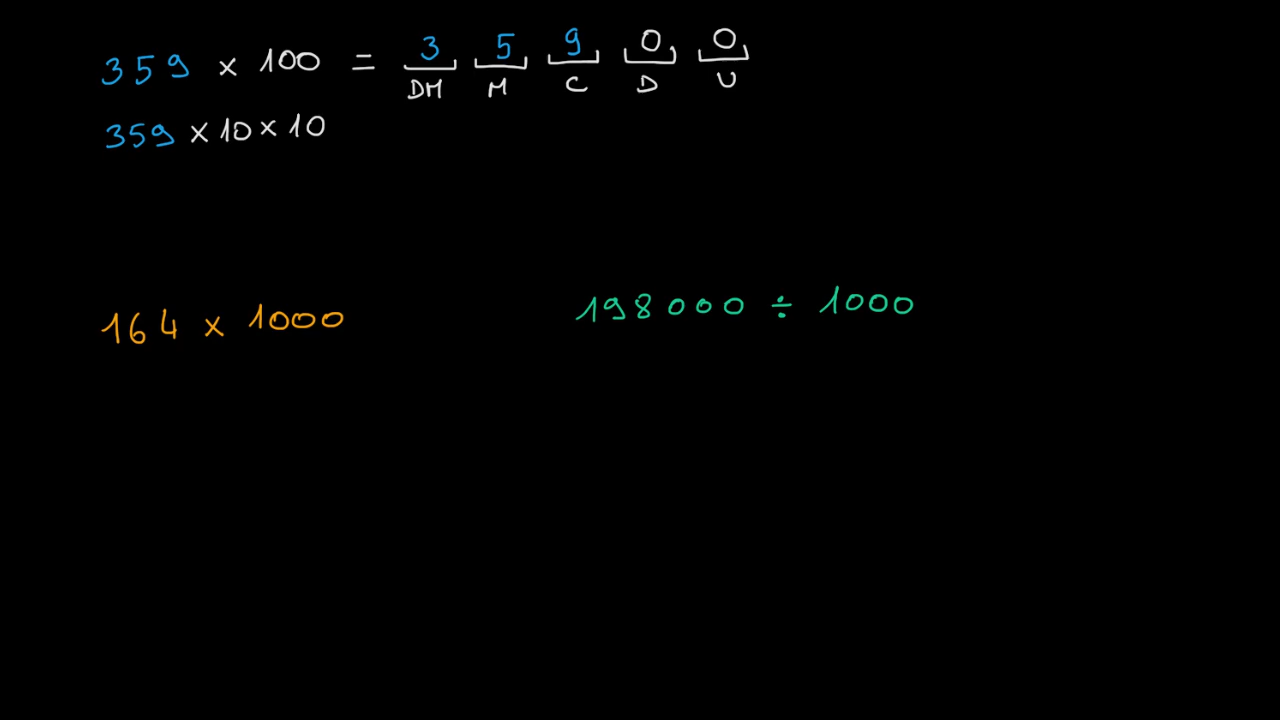 359 × 100 = 3 5 9 0 0
DM M C D U
359 × 10 × 10
164 × 1000
198000 ÷ 1000